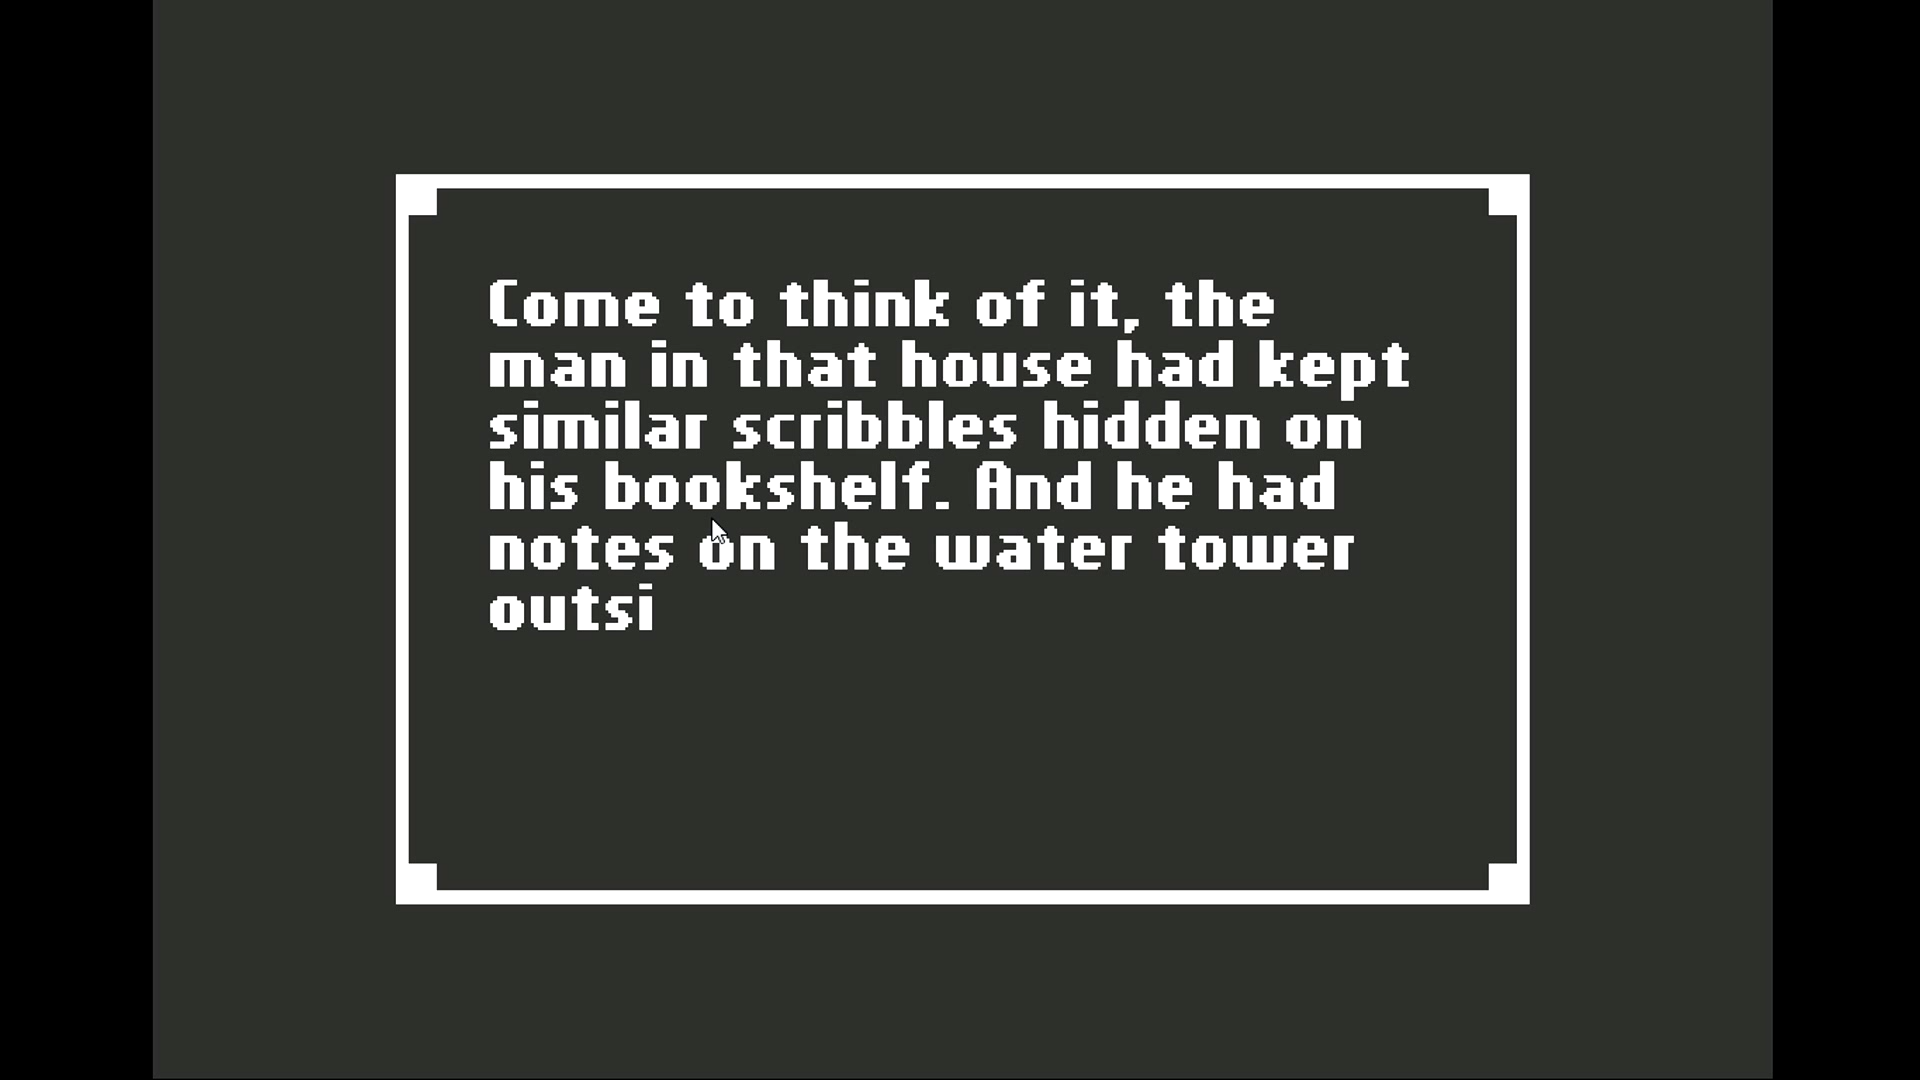 Come to think of it, the
man in that house had kept
similar scribbles hidden on
his bookshelf. And he had
notes on the water tower
outsi